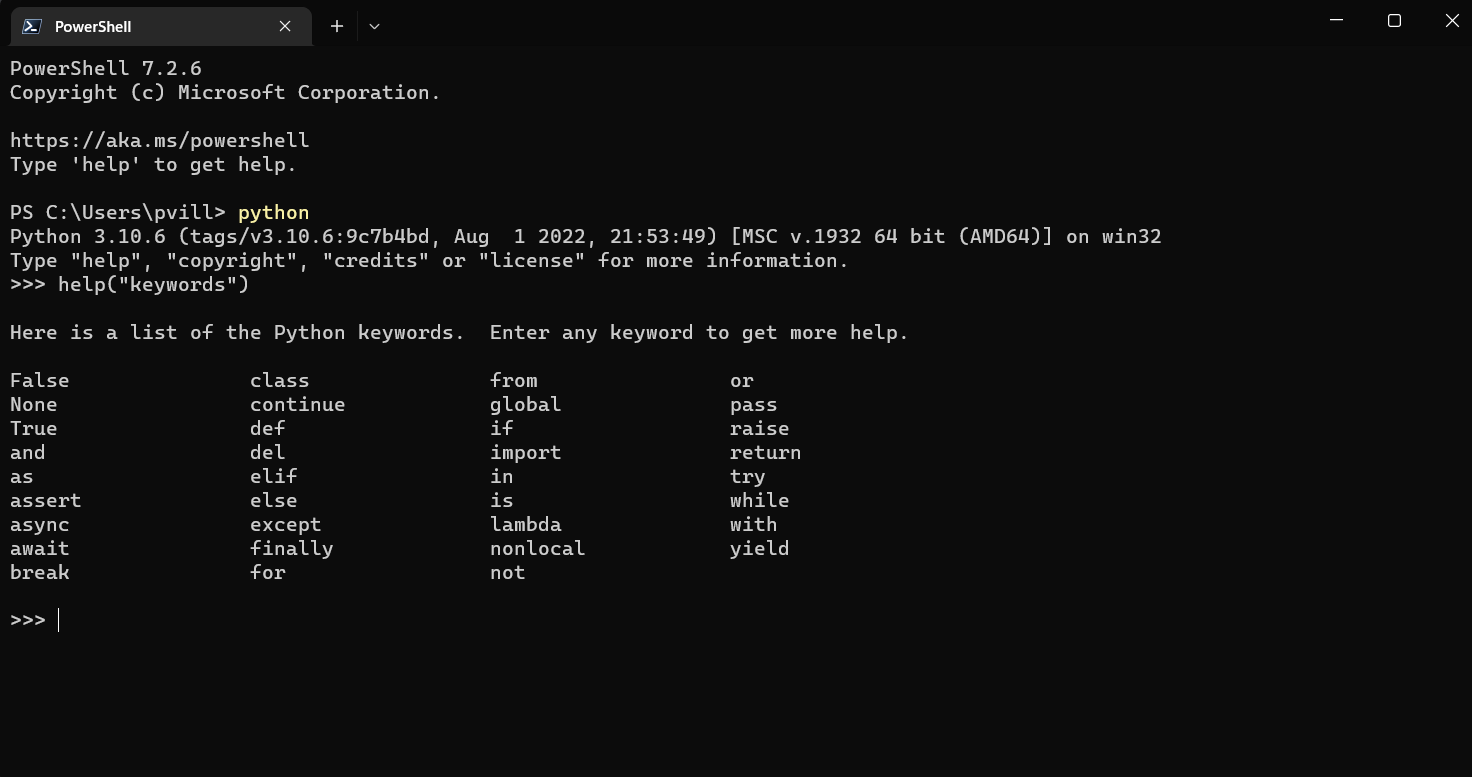 PowerShell
PowerShell 7.2.6
Copyright (c) Microsoft Corporation.
https://aka.ms/powershell
Type 'help' to get help.
PS C:\Users\pvill> python
Python 3.10.6 (tags/v3.10.6:9c7b4bd, Aug  1 2022, 21:53:49) [MSC v.1932 64 bit (AMD64)] on win32
Type "help", "copyright", "credits" or "license" for more information.
>>> help("keywords")
Here is a list of the Python keywords.  Enter any keyword to get more help.
False               class               from                or
None                continue            global              pass
True                def                 if                  raise
and                 del                 import              return
as                  elif                in                  try
assert              else                is                  while
async               except              lambda              with
await               finally             nonlocal            yield
break               for                 not
>>>